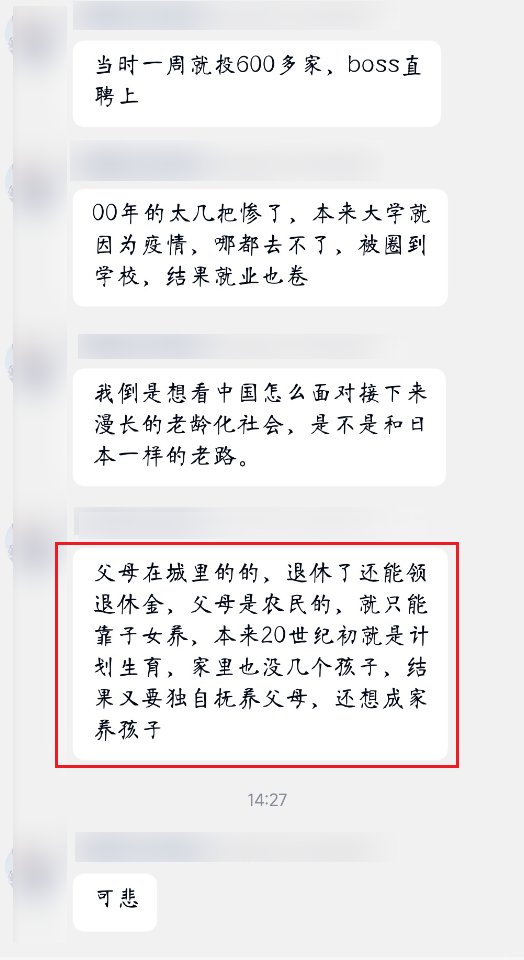 当时一周就投600多家，boss直
聘上
00年的太几把惨了，本来大学就
因为疫情，哪都去不了，被圈到
学校，结果就业也卷
我倒是想看中国怎么面对接下来
漫长的老龄化社会，是不是和日
本一样的老路。
父母在城里的的，退休了还能领
退休金，父母是农民的，就只能
靠子女养，本来20世纪初就是计
划生育，家里也没几个孩子，结
果又要独自抚养父母，还想成家
养孩子
14:27
可悲